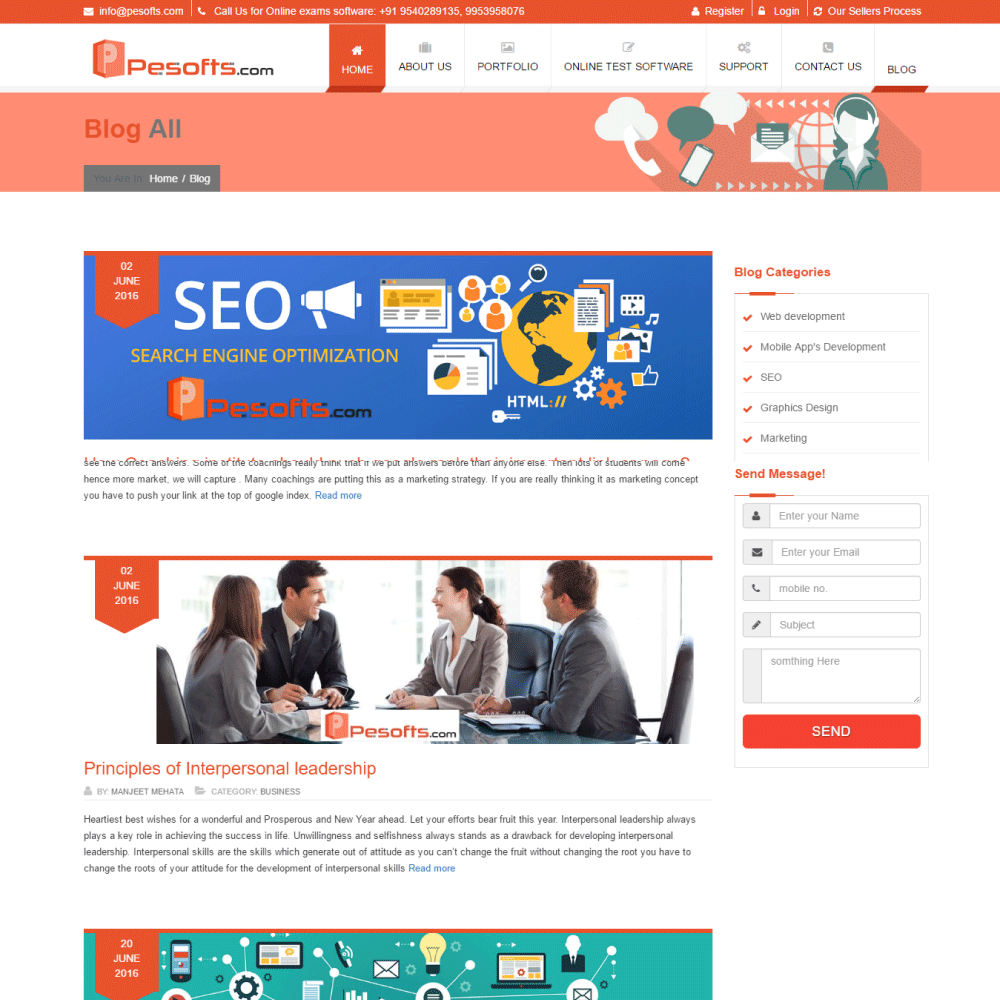 info@pesofts.com
Call Us for Online exams software: +91 9540289135, 9953958076
Register
Login
Our Sellers Process
Pesofts.com
HOME
ABOUT US
PORTFOLIO
ONLINE TEST SOFTWARE
SUPPORT
CONTACT US
BLOG
Blog All
You Are In: Home / Blog
02
JUNE
2016
SEO
SEARCH ENGINE OPTIMIZATION
Pesofts.com
HTML://
see the correct answers. Some of the coachings really think that if we put answers before than anyone else. Then lots of students will come
hence more market, we will capture . Many coachings are putting this as a marketing strategy. If you are really thinking it as marketing concept
you have to push your link at the top of google index. Read more
02
JUNE
2016
Pesofts.com
Principles of Interpersonal leadership
BY: MANJEET MEHATA
CATEGORY: BUSINESS
Heartiest best wishes for a wonderful and Prosperous and New Year ahead. Let your efforts bear fruit this year. Interpersonal leadership always
plays a key role in achieving the success in life. Unwillingness and selfishness always stands as a drawback for developing interpersonal
leadership. Interpersonal skills are the skills which generate out of attitude as you can't change the fruit without changing the root you have to
change the roots of your attitude for the development of interpersonal skills Read more
20
JUNE
2016
Blog Categories
Web development
Mobile App's Development
SEO
Graphics Design
Marketing
Send Message!
Enter your Name
Enter your Email
mobile no.
Subject
somthing Here
SEND